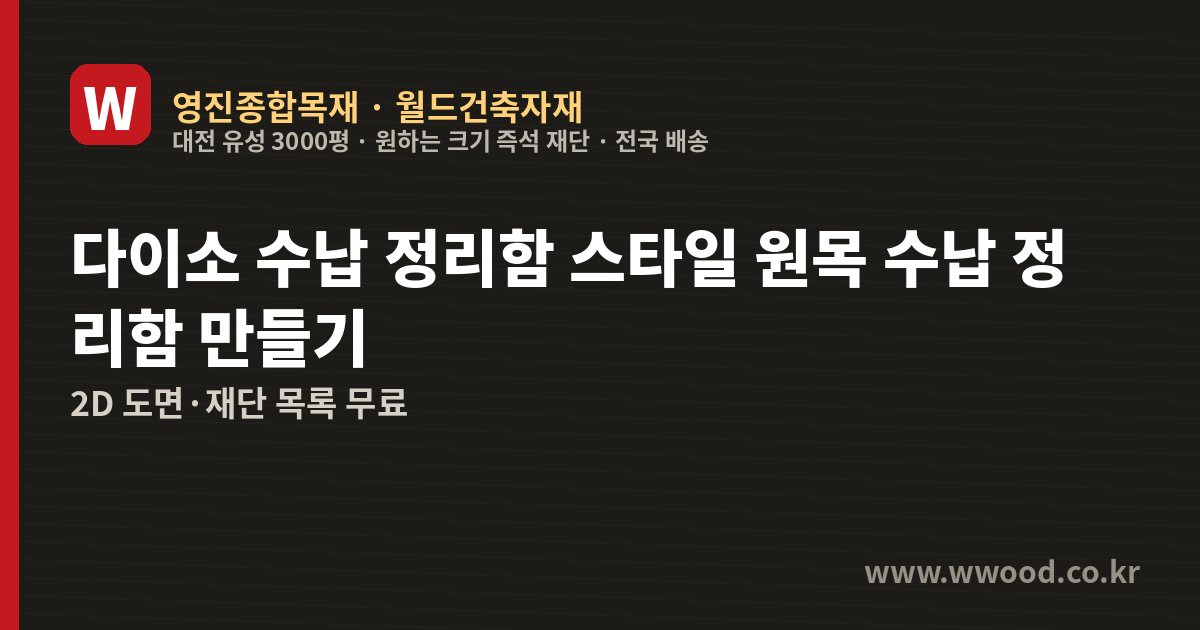 W
영진종합목재 · 월드건축자재
대전 유성 3000평 · 원하는 크기 즉석 재단 · 전국 배송
다이소 수납 정리함 스타일 원목 수납 정
리함 만들기
2D 도면·재단 목록 무료
www.wwood.co.kr